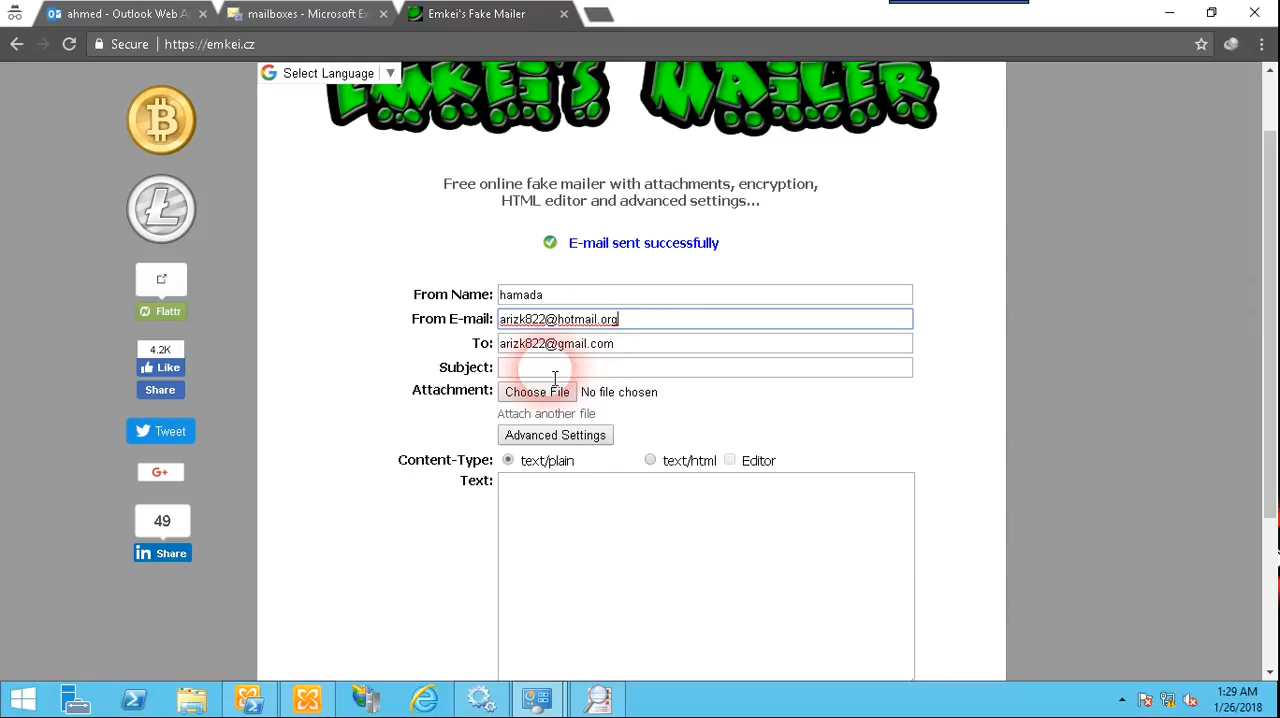 ahmed - Outlook Web A
mailboxes - Microsoft E
Emkei's Fake Mailer
Secure
https://emkei.cz
Select Language ▼
EMKEI'S MAILER
Free online fake mailer with attachments, encryption,
HTML editor and advanced settings...
E-mail sent successfully
From Name: hamada
From E-mail: arizk822@hotmail.org
To: arizk822@gmail.com
Subject:
Attachment: Choose File No file chosen
Attach another file
Advanced Settings
Content-Type: text/plain text/html Editor
Text:
Flattr
4.2K
Like
Share
Tweet
G+
49
in Share
1:29 AM
1/26/2018